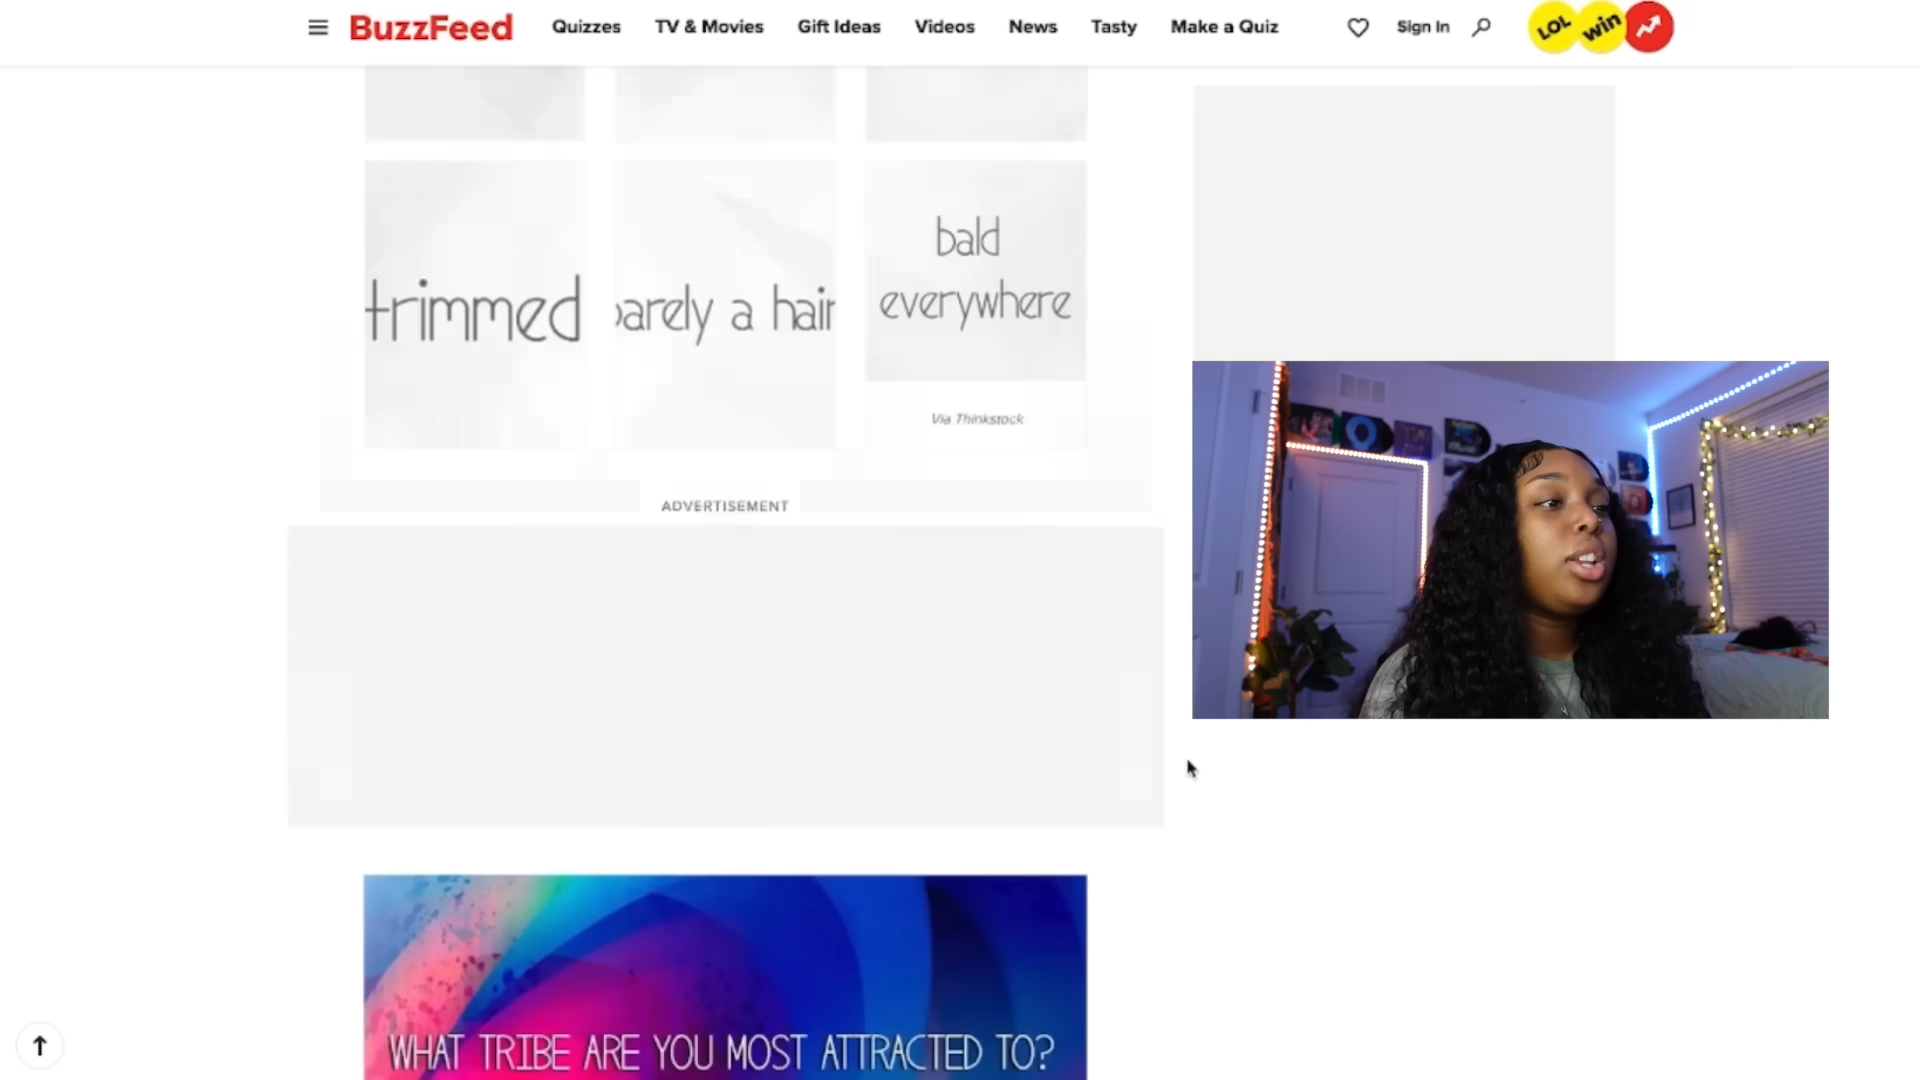 BuzzFeed
Quizzes TV & Movies Gift Ideas Videos News Tasty Make a Quiz
Sign In
LOL
win
trimmed
barely a hair
bald
everywhere
Via Thinkstock
ADVERTISEMENT
WHAT TRIBE ARE YOU MOST ATTRACTED TO?